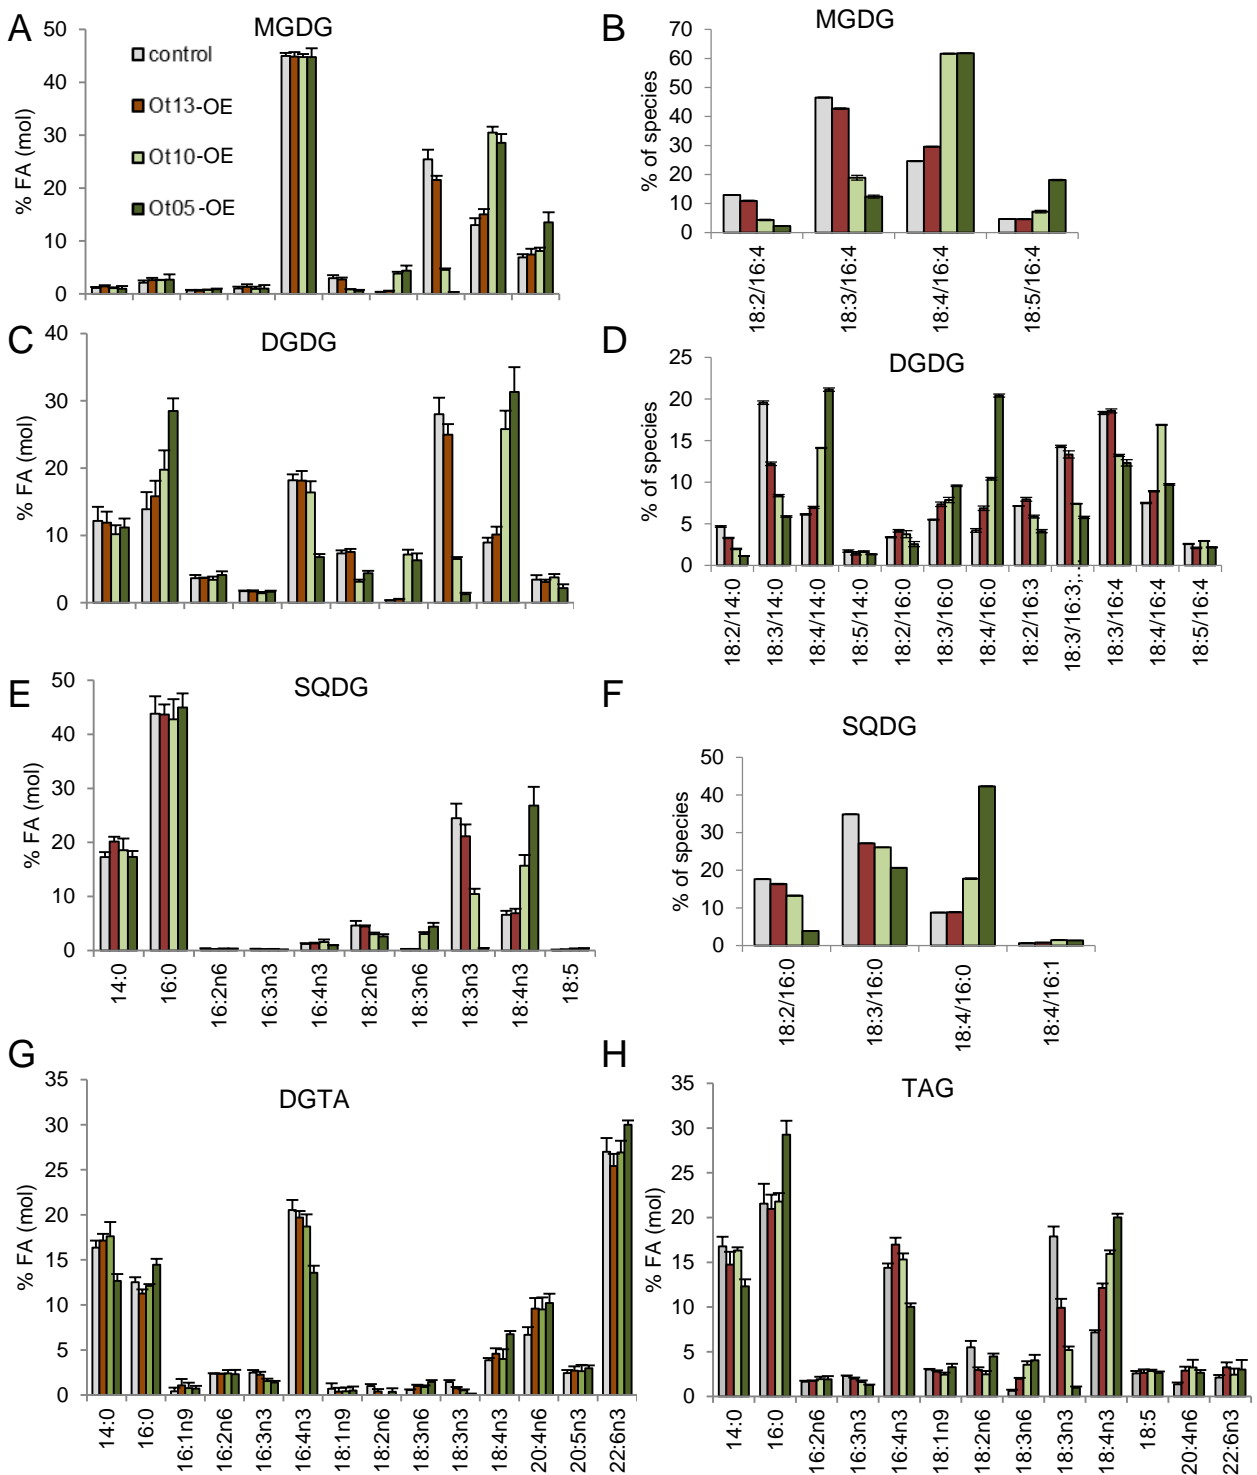 A
MGDG
% FA (mol)
50
40
30
20
10
0
control
Ot13-OE
Ot10-OE
Ot05-OE
B
MGDG
% of species
70
60
50
40
30
20
10
0
18:2/16:4
18:3/16:4
18:4/16:4
18:5/16:4
C
DGDG
% FA (mol)
40
30
20
10
0
D
DGDG
% of species
25
20
15
10
5
0
18:2/14:0
18:3/14:0
18:4/14:0
18:5/14:0
18:2/16:0
18:3/16:0
18:4/16:0
18:2/16:3
18:3/16:3;..
18:3/16:4
18:4/16:4
18:5/16:4
E
SQDG
% FA (mol)
50
40
30
20
10
0
14:0
16:0
16:2n6
16:3n3
16:4n3
18:2n6
18:3n6
18:3n3
18:4n3
18:5
F
SQDG
% of species
50
40
30
20
10
0
18:2/16:0
18:3/16:0
18:4/16:0
18:4/16:1
G
DGTA
% FA (mol)
35
30
25
20
15
10
5
0
14:0
16:0
16:1n9
16:2n6
16:3n3
16:4n3
18:1n9
18:2n6
18:3n6
18:3n3
18:4n3
20:4n6
20:5n3
22:6n3
H
TAG
% FA (mol)
35
30
25
20
15
10
5
0
14:0
16:0
16:2n6
16:3n3
16:4n3
18:1n9
18:2n6
18:3n6
18:3n3
18:4n3
18:5
20:4n6
22:6n3